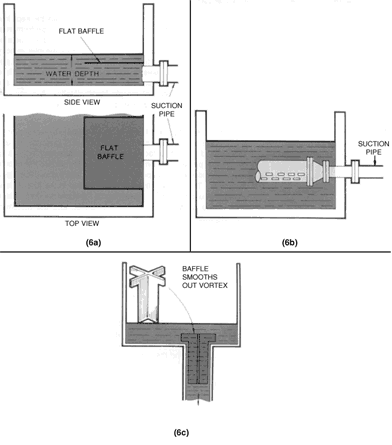 FLAT BAFFLE
WATER DEPTH
SIDE VIEW
SUCTION
PIPE
FLAT
BAFFLE
TOP VIEW
(6a)
SUCTION
PIPE
(6b)
BAFFLE
SMOOTHS
OUT VORTEX
(6c)